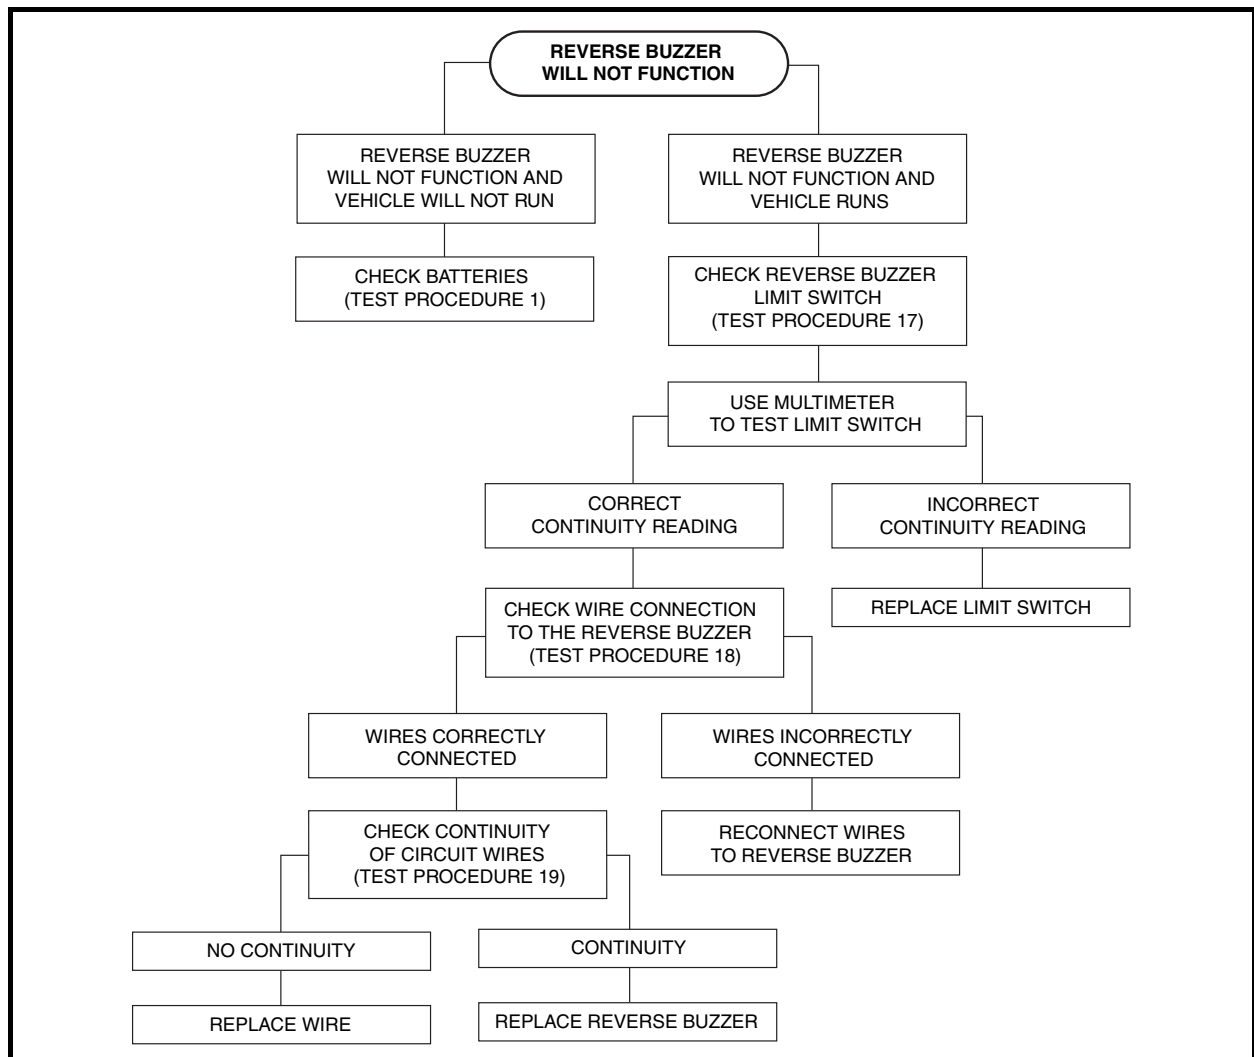 REVERSE BUZZER
WILL NOT FUNCTION
REVERSE BUZZER
WILL NOT FUNCTION AND
VEHICLE WILL NOT RUN
REVERSE BUZZER
WILL NOT FUNCTION AND
VEHICLE RUNS
CHECK BATTERIES
(TEST PROCEDURE 1)
CHECK REVERSE BUZZER
LIMIT SWITCH
(TEST PROCEDURE 17)
USE MULTIMETER
TO TEST LIMIT SWITCH
CORRECT
CONTINUITY READING
INCORRECT
CONTINUITY READING
CHECK WIRE CONNECTION
TO THE REVERSE BUZZER
(TEST PROCEDURE 18)
REPLACE LIMIT SWITCH
WIRES CORRECTLY
CONNECTED
WIRES INCORRECTLY
CONNECTED
CHECK CONTINUITY
OF CIRCUIT WIRES
(TEST PROCEDURE 19)
RECONNECT WIRES
TO REVERSE BUZZER
NO CONTINUITY
CONTINUITY
REPLACE WIRE
REPLACE REVERSE BUZZER